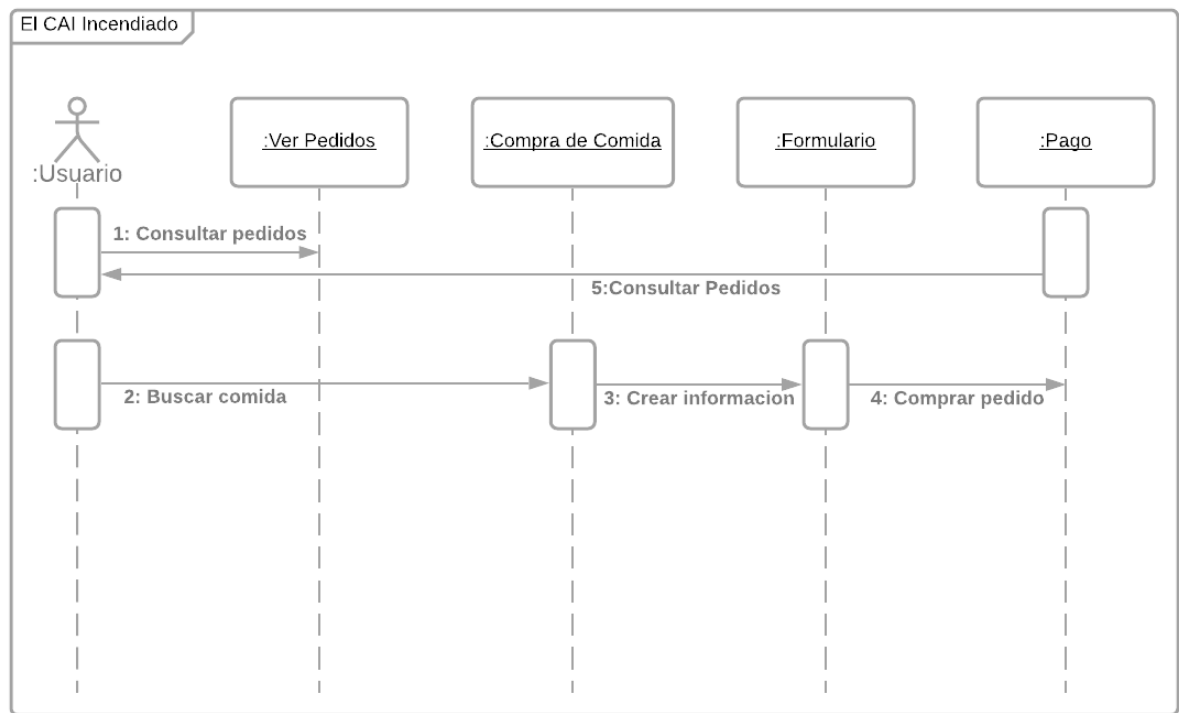 El CAI Incendiado
:Usuario
:Ver Pedidos
:Compra de Comida
:Formulario
:Pago
1: Consultar pedidos
5:Consultar Pedidos
2: Buscar comida
3: Crear informacion
4: Comprar pedido